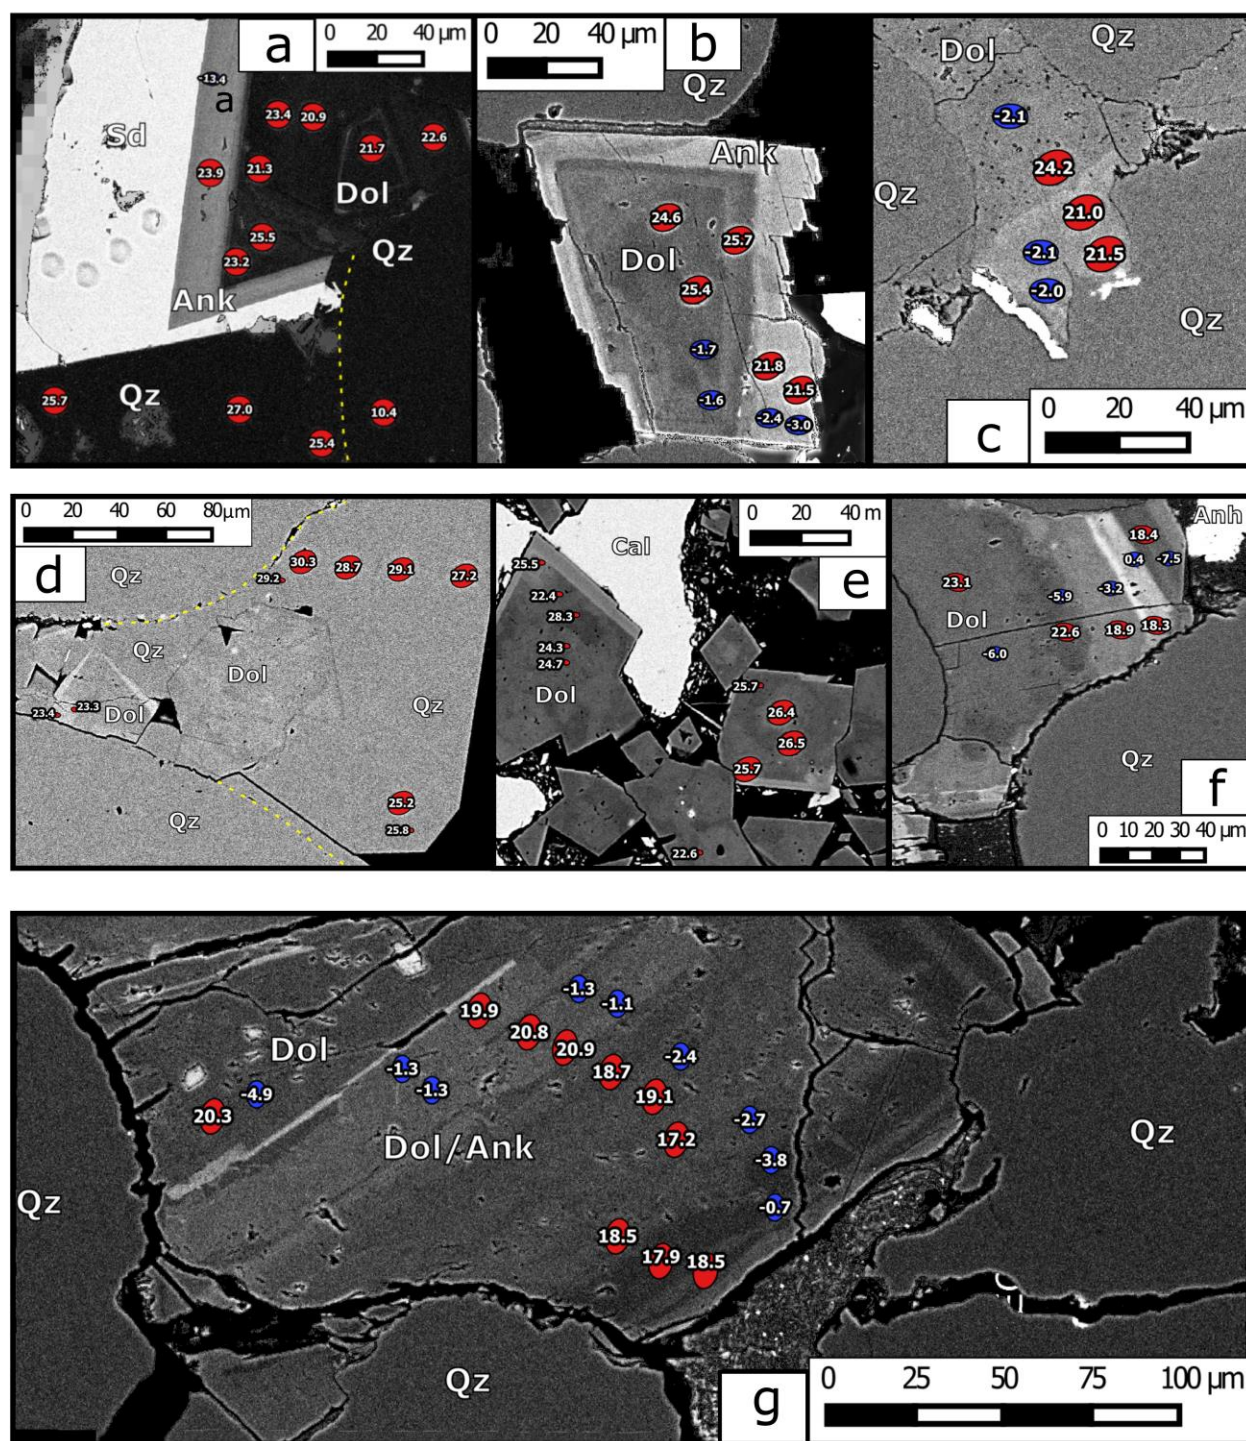 a
0 20 40 µm
-13.4
a
23.4 20.9
22.6
21.7
Sd
23.9
21.3
Dol
25.5
Qz
23.2
Ank
25.7
Qz
27.0
10.4
25.4
0 20 40 µm
b
Qz
Ank
24.6
25.7
Dol
25.4
-1.7
21.8
21.5
-1.6
-2.4
-3.0
Dol
Qz
-2.1
24.2
Qz
21.0
-2.1
21.5
-2.0
Qz
c
0 20 40 µm
0 20 40 60 80µm
d
Qz
30.3 28.7 29.1 27.2
29.2
Qz
Dol
Qz
23.3
23.4
Dol
25.2
Qz
25.8
0 20 40 m
Cal
e
25.5
22.4
28.3
24.3
24.7
Dol
25.7
26.4
26.5
25.7
22.6
Anh
18.4
0.4 -7.5
23.1
-5.9 -3.2
Dol
22.6 18.9 18.3
-6.0
Qz
f
0 10 20 30 40 µm
-1.3
-1.1
19.9
20.8
20.9
Dol
-1.3
-2.4
18.7
-4.9
-1.3
19.1
20.3
-2.7
Dol/Ank
17.2
Qz
-3.8
Qz
-0.7
18.5
17.9 18.5
Qz
g
0 25 50 75 100 µm